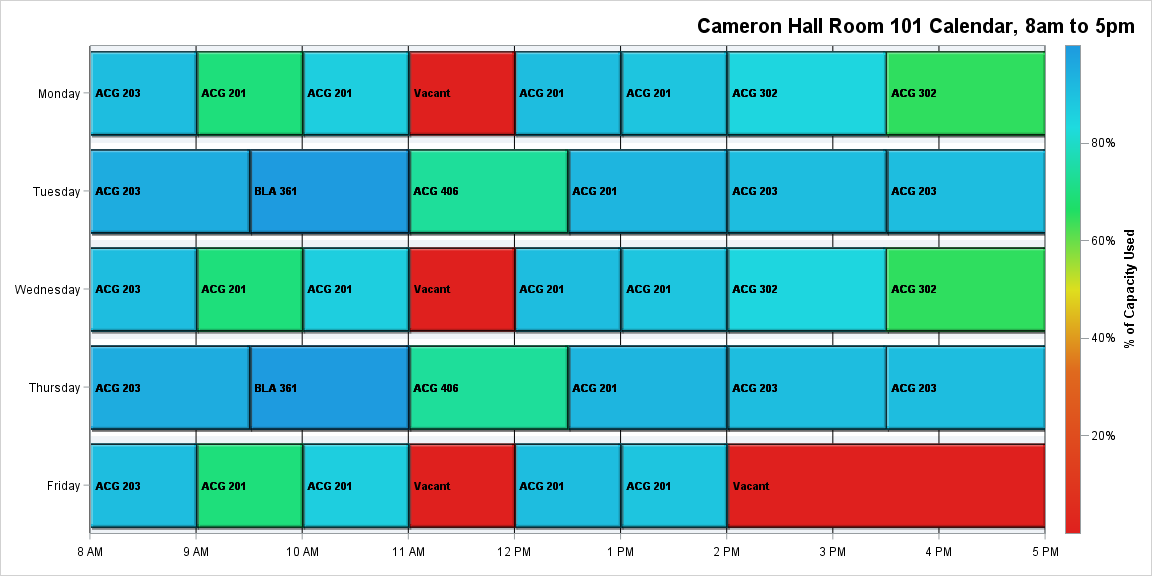 Cameron Hall Room 101 Calendar, 8am to 5pm
Monday ACG 203 ACG 201 ACG 201 Vacant ACG 201 ACG 201 ACG 302 ACG 302
Tuesday ACG 203 BLA 361 ACG 406 ACG 201 ACG 203 ACG 203
Wednesday ACG 203 ACG 201 ACG 201 Vacant ACG 201 ACG 201 ACG 302 ACG 302
Thursday ACG 203 BLA 361 ACG 406 ACG 201 ACG 203 ACG 203
Friday ACG 203 ACG 201 ACG 201 Vacant ACG 201 ACG 201 Vacant
8 AM 9 AM 10 AM 11 AM 12 PM 1 PM 2 PM 3 PM 4 PM 5 PM
80%
60%
40%
20%
% of Capacity Used